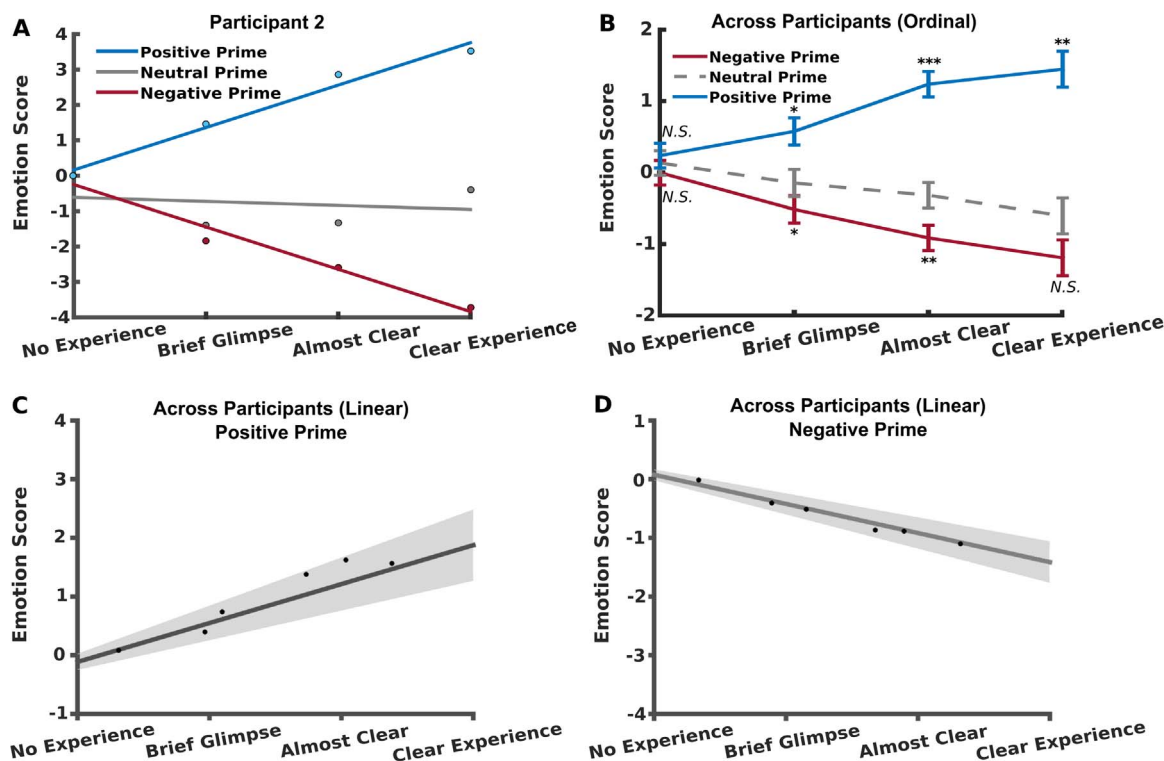 A
Participant 2
4
3
2
1
0
-1
-2
-3
-4
Emotion Score
Positive Prime
Neutral Prime
Negative Prime
No Experience
Brief Glimpse
Almost Clear
Clear Experience
B
Across Participants (Ordinal)
2
1
0
-1
-2
Emotion Score
Negative Prime
Neutral Prime
Positive Prime
N.S.
*
***
**
N.S.
*
**
N.S.
No Experience
Brief Glimpse
Almost Clear
Clear Experience
C
Across Participants (Linear)
Positive Prime
4
3
2
1
0
-1
Emotion Score
No Experience
Brief Glimpse
Almost Clear
Clear Experience
D
Across Participants (Linear)
Negative Prime
1
0
-1
-2
-3
-4
Emotion Score
No Experience
Brief Glimpse
Almost Clear
Clear Experience